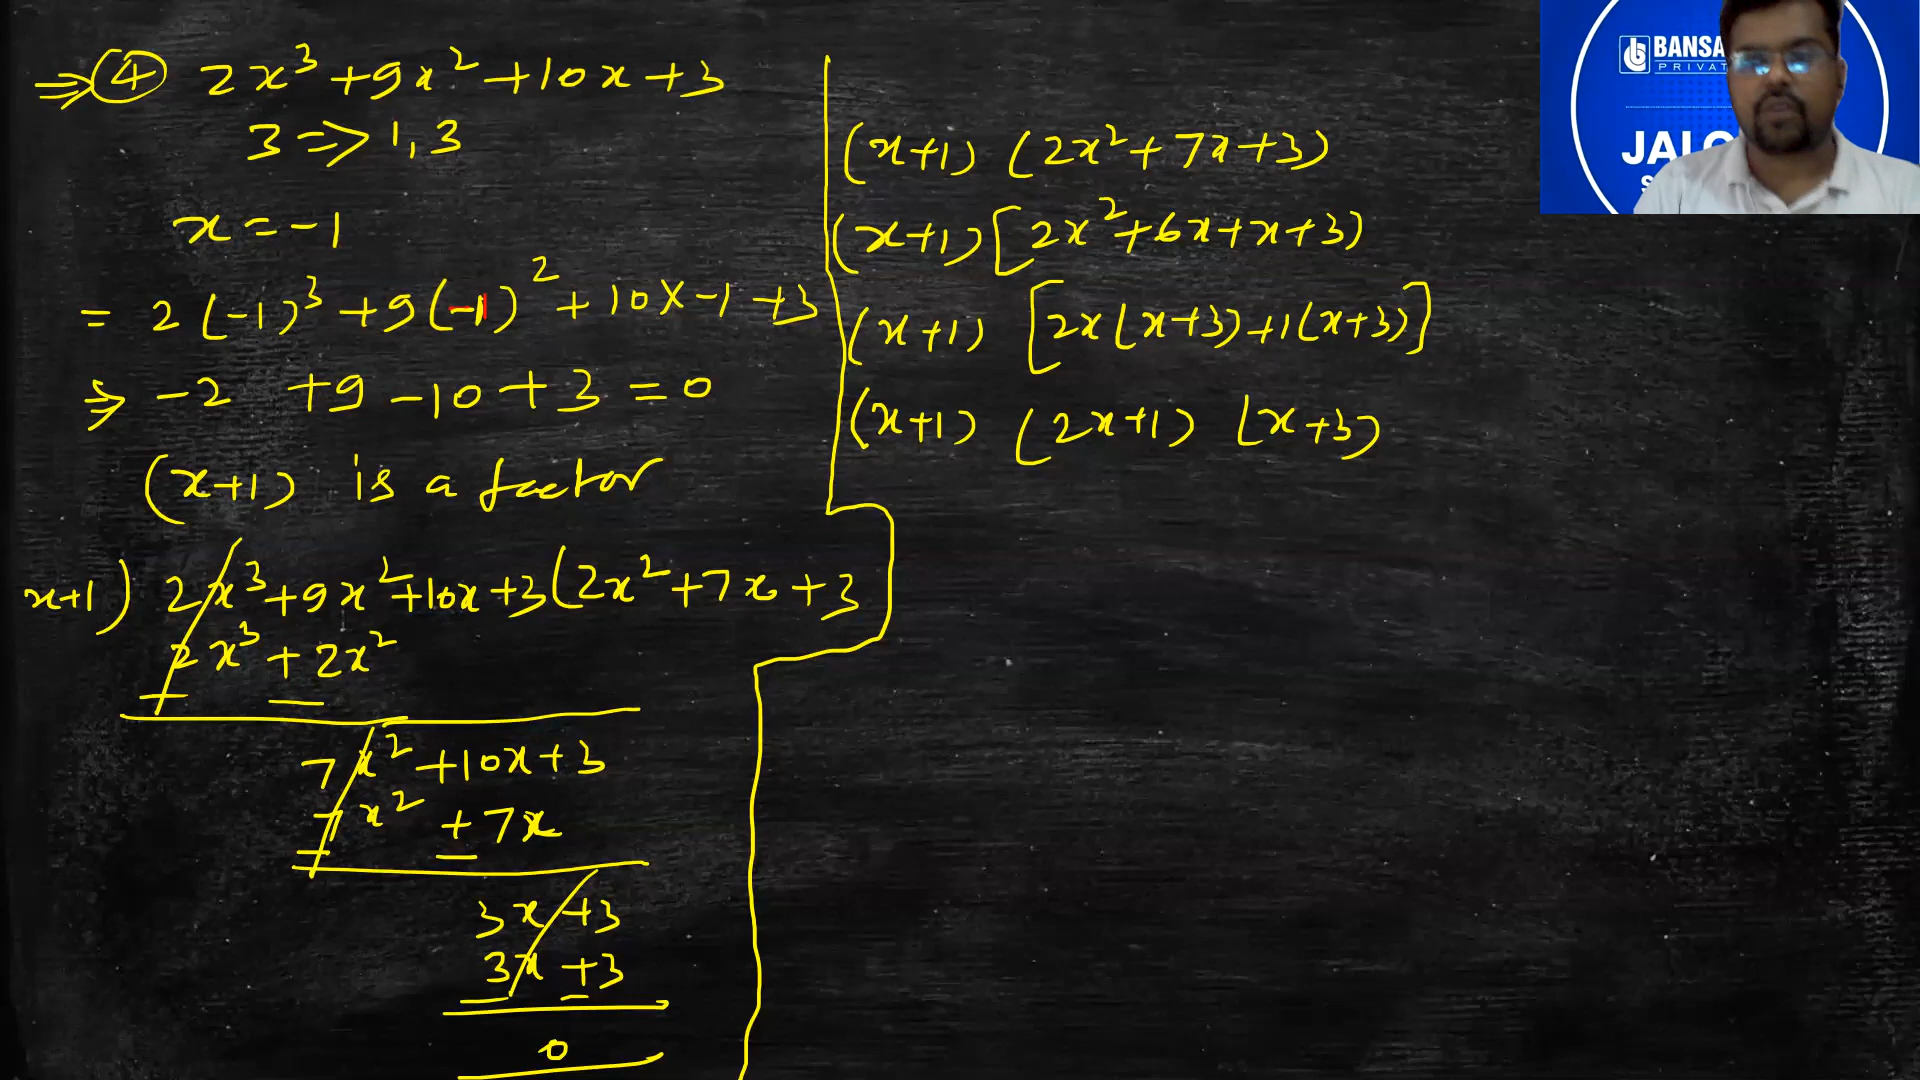 ⇒ ④ 2x³ + 9x² + 10x + 3
3 ⇒ 1, 3
x = -1
= 2(-1)³ + 9(-1)² + 10 × -1 + 3
⇒ -2 + 9 - 10 + 3 = 0
(x+1) is a factor
x+1) 2x³ + 9x² + 10x + 3 (2x² + 7x + 3
2x³ + 2x²
7x² + 10x + 3
7x² + 7x
3x + 3
3x + 3
0
(x+1) (2x² + 7x + 3)
(x+1) [2x² + 6x + x + 3)
(x+1) [2x(x+3) + 1(x+3)]
(x+1) (2x+1) (x+3)